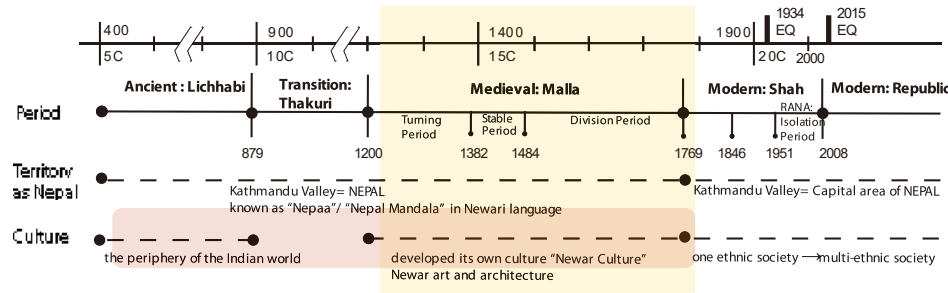 400 900 1400 1900 1934 EQ 2015 EQ
5C 10C 15C 20C 2000
Ancient : Lichhabi Transition: Thakuri Medieval: Malla Modern: Shah Modern: Republic
Period
Turning Period Stable Period Division Period RANA: Isolation Period
879 1200 1382 1484 1769 1846 1951 2008
Territory as Nepal
Kathmandu Valley= NEPAL
known as “Nepaa”/ “Nepal Mandala” in Newari language
Kathmandu Valley= Capital area of NEPAL
Culture
the periphery of the Indian world
developed its own culture “Newar Culture”
Newar art and architecture
one ethnic society → multi-ethnic society